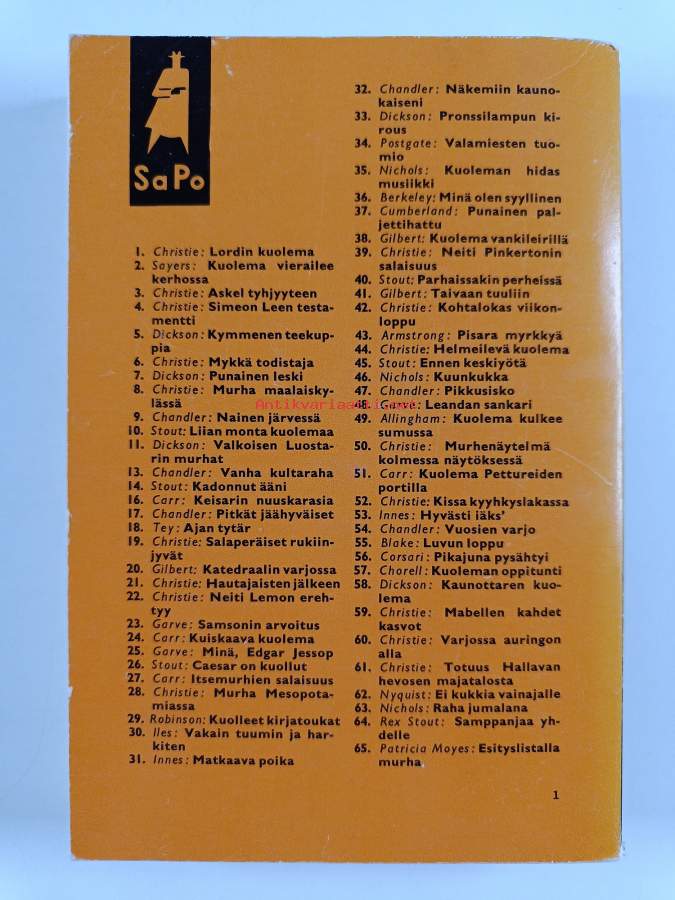 SaPo
1. Christie: Lordin kuolema
2. Sayers: Kuolema vierailee
kerhossa
3. Christie: Askel tyhjyyteen
4. Christie: Simeon Leen testa-
mentti
5. Dickson: Kymmenen teekup-
pia
6. Christie: Mykkä todistaja
7. Dickson: Punainen leski
8. Christie: Murha maalaisky-
lässä
9. Chandler: Nainen järvessä
10. Stout: Liian monta kuolemaa
11. Dickson: Valkoisen Luosta-
rin murhat
13. Chandler: Vanha kultaraha
14. Stout: Kadonnut ääni
16. Carr: Keisarin nuuskarasia
17. Chandler: Pitkät jäähyväiset
18. Tey: Ajan tytär
19. Christie: Salaperäiset rukiin-
jyvät
20. Gilbert: Katedraalin varjossa
21. Christie: Hautajaisten jälkeen
22. Christie: Neiti Lemon ereh-
tyy
23. Garve: Samsonin arvoitus
24. Carr: Kuiskaava kuolema
25. Garve: Minä, Edgar Jessop
26. Stout: Caesar on kuollut
27. Carr: Itsemurhien salaisuus
28. Christie: Murha Mesopota-
miassa
29. Robinson: Kuolleet kirjatoukat
30. Iles: Vakain tuumin ja har-
kiten
31. Innes: Matkaava poika
32. Chandler: Näkemiin kauno-
kaiseni
33. Dickson: Pronssilampun ki-
rous
34. Postgate: Valamiesten tuo-
mio
35. Nichols: Kuoleman hidas
musiikki
36. Berkeley: Minä olen syyllinen
37. Cumberland: Punainen pal-
jettihattu
38. Gilbert: Kuolema vankileirillä
39. Christie: Neiti Pinkertonin
salaisuus
40. Stout: Parhaissakin perheissä
41. Gilbert: Taivaan tuuliin
42. Christie: Kohtalokas viikon-
loppu
43. Armstrong: Pisara myrkkyä
44. Christie: Helmeilevä kuolema
45. Stout: Ennen keskiyötä
46. Nichols: Kuunkukka
47. Chandler: Pikkusisko
48. Garve: Leandan sankari
49. Allingham: Kuolema kulkee
sumussa
50. Christie: Murhenäytelmä
kolmessa näytöksessä
51. Carr: Kuolema Pettureiden
portilla
52. Christie: Kissa kyyhkyslakassa
53. Innes: Hyvästi iäks'
54. Chandler: Vuosien varjo
55. Blake: Luvun loppu
56. Corsari: Pikajuna pysähtyi
57. Chorell: Kuoleman oppitunti
58. Dickson: Kaunottaren kuo-
lema
59. Christie: Mabellen kahdet
kasvot
60. Christie: Varjossa auringon
alla
61. Christie: Totuus Hallavan
hevosen majatalosta
62. Nyquist: Ei kukkia vainajalle
63. Nichols: Raha jumalana
64. Rex Stout: Samppanjaa yh-
delle
65. Patricia Moyes: Esityslistalla
murha
1